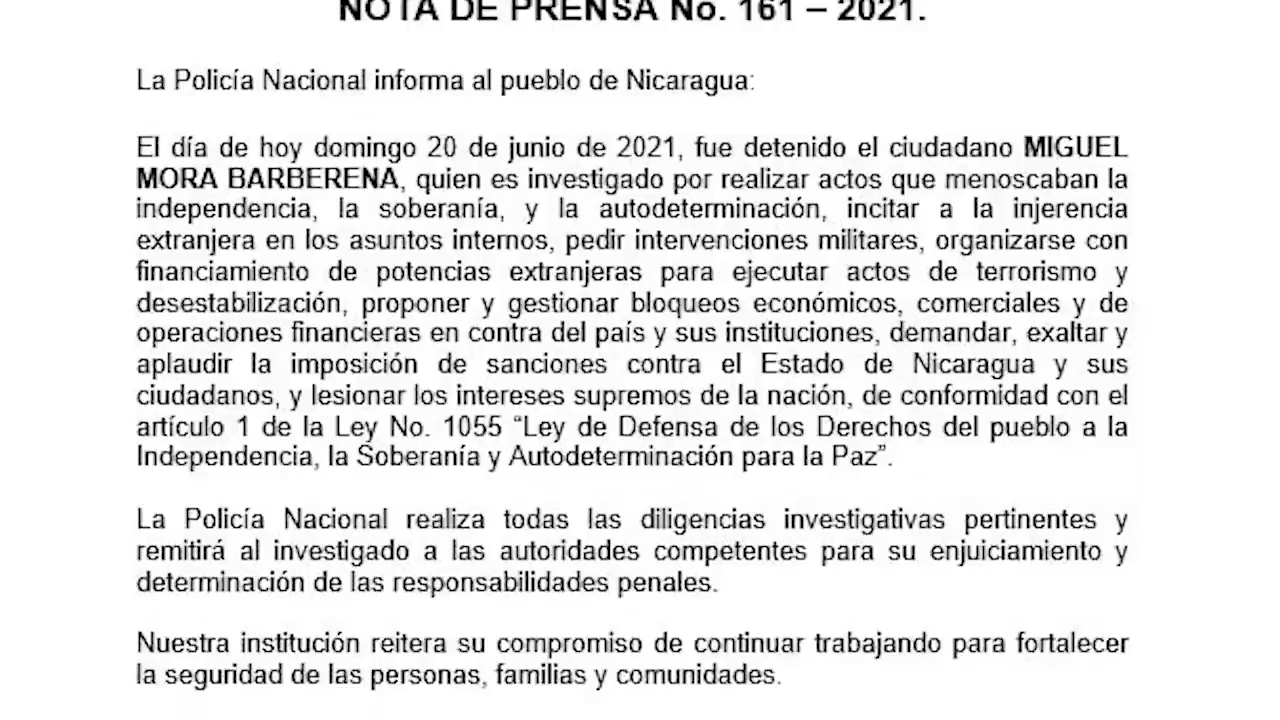 NOTA DE PRENSA No. 161 – 2021.
La Policía Nacional informa al pueblo de Nicaragua:
El día de hoy domingo 20 de junio de 2021, fue detenido el ciudadano MIGUEL
MORA BARBERENA, quien es investigado por realizar actos que menoscaban la
independencia, la soberanía, y la autodeterminación, incitar a la injerencia
extranjera en los asuntos internos, pedir intervenciones militares, organizarse con
financiamiento de potencias extranjeras para ejecutar actos de terrorismo y
desestabilización, proponer y gestionar bloqueos económicos, comerciales y de
operaciones financieras en contra del país y sus instituciones, demandar, exaltar y
aplaudir la imposición de sanciones contra el Estado de Nicaragua y sus
ciudadanos, y lesionar los intereses supremos de la nación, de conformidad con el
artículo 1 de la Ley No. 1055 “Ley de Defensa de los Derechos del pueblo a la
Independencia, la Soberanía y Autodeterminación para la Paz”.
La Policía Nacional realiza todas las diligencias investigativas pertinentes y
remitirá al investigado a las autoridades competentes para su enjuiciamiento y
determinación de las responsabilidades penales.
Nuestra institución reitera su compromiso de continuar trabajando para fortalecer
la seguridad de las personas, familias y comunidades.